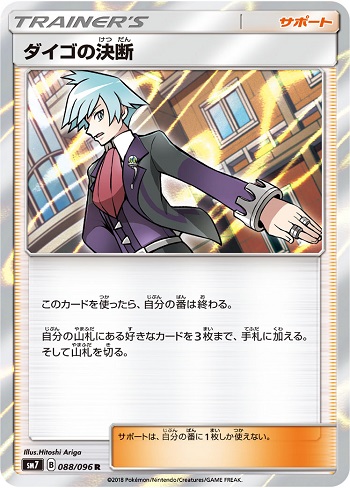 TRAINER'S
サポート
ダイゴの決断
このカードを使ったら、自分の番は終わる。
自分の山札にある好きなカードを3枚まで、手札に加える。
そして山札を切る。
Illus.Hitoshi Ariga
sm7 B 088/096 R
サポートは、自分の番に1枚しか使えない。
©2018 Pokémon/Nintendo/Creatures/GAME FREAK.